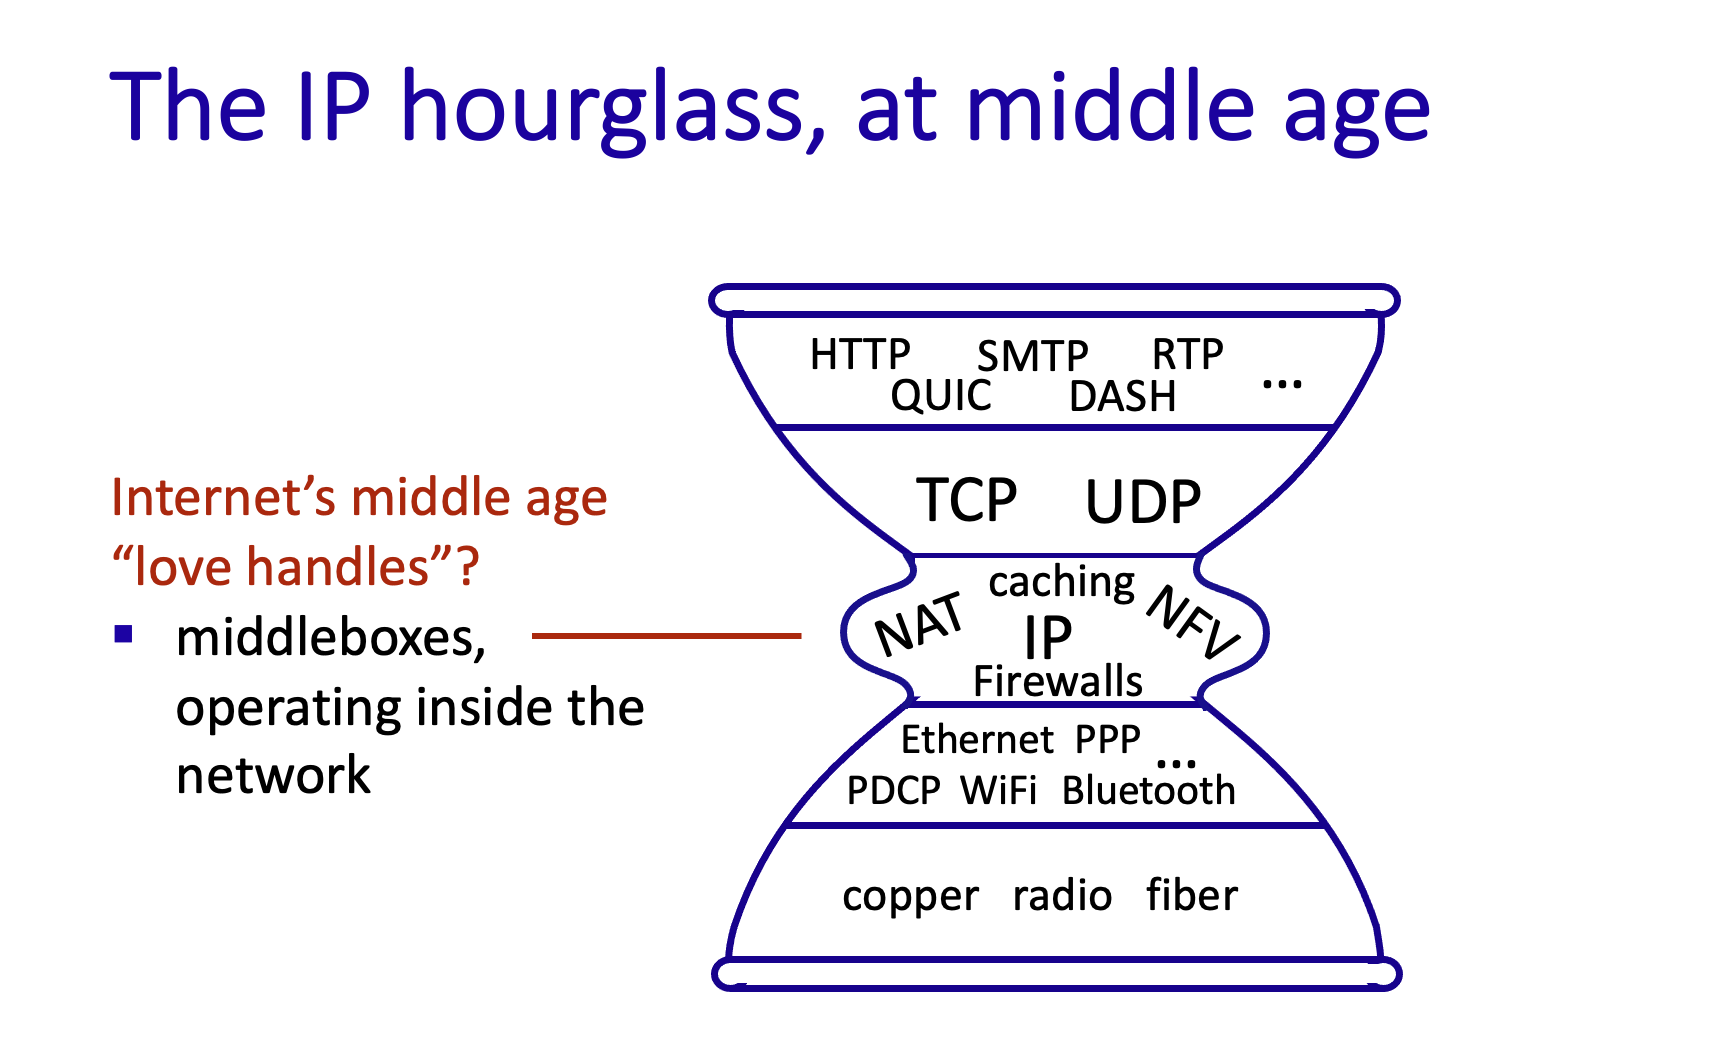 The IP hourglass, at middle age
HTTP SMTP RTP
QUIC DASH ...
TCP UDP
Internet’s middle age
“love handles”?
middleboxes,
operating inside the
network
caching
NAT IP NFV
Firewalls
Ethernet PPP ...
PDCP WiFi Bluetooth
copper radio fiber